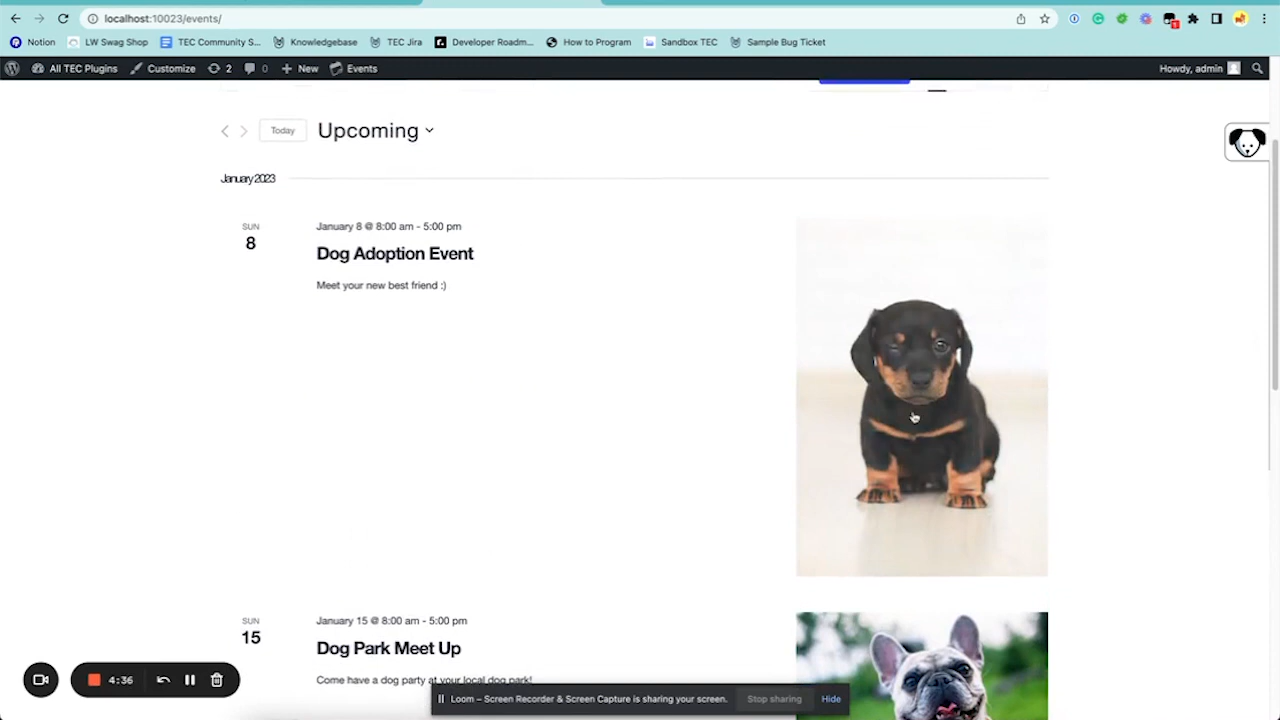 localhost:10023/events/
Notion LW Swag Shop TEC Community S... Knowledgebase TEC Jira Developer Roadm... How to Program Sandbox TEC Sample Bug Ticket
All TEC Plugins Customize 2 0 New Events Howdy, admin
Today Upcoming
January 2023
SUN
8
January 8 @ 8:00 am - 5:00 pm
Dog Adoption Event
Meet your new best friend :)
SUN
15
January 15 @ 8:00 am - 5:00 pm
Dog Park Meet Up
Come have a dog party at your local dog park!
4:36
Loom – Screen Recorder & Screen Capture is sharing your screen. Stop sharing Hide